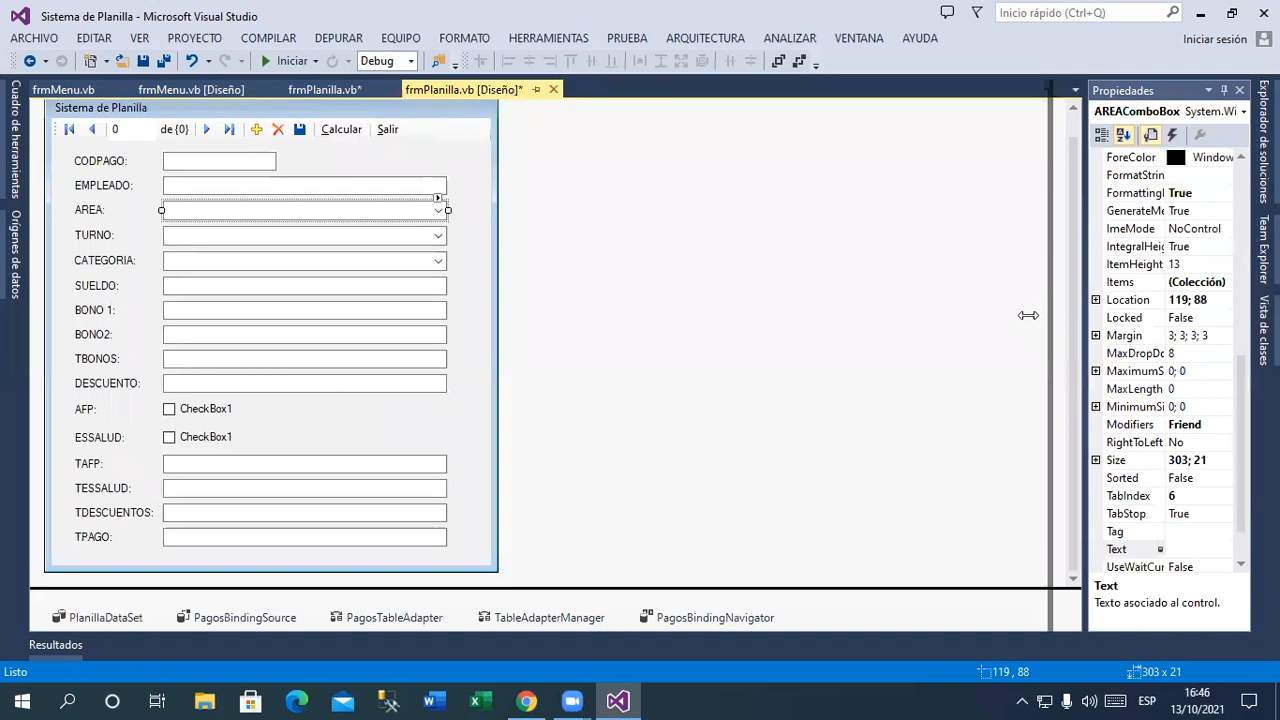 Sistema de Planilla - Microsoft Visual Studio
Inicio rápido (Ctrl+Q)
ARCHIVO EDITAR VER PROYECTO COMPILAR DEPURAR EQUIPO FORMATO HERRAMIENTAS PRUEBA ARQUITECTURA ANALIZAR VENTANA AYUDA
Iniciar sesión
Iniciar Debug
frmMenu.vb frmMenu.vb [Diseño] frmPlanilla.vb* frmPlanilla.vb [Diseño]*
Cuadro de herramientas
Orígenes de datos
Sistema de Planilla
0 de {0} Calcular Salir
CODPAGO:
EMPLEADO:
AREA:
TURNO:
CATEGORIA:
SUELDO:
BONO 1:
BONO2:
TBONOS:
DESCUENTO:
AFP: CheckBox1
ESSALUD: CheckBox1
TAFP:
TESSALUD:
TDESCUENTOS:
TPAGO:
PlanillaDataSet PagosBindingSource PagosTableAdapter TableAdapterManager PagosBindingNavigator
Resultados
Propiedades
AREAComboBox System.Wi
ForeColor Window
FormatStrin
FormattingI True
GenerateMe True
ImeMode NoControl
IntegralHeig True
ItemHeight 13
Items (Colección)
Location 119; 88
Locked False
Margin 3; 3; 3; 3
MaxDropDo 8
MaximumS 0; 0
MaxLength 0
MinimumSi 0; 0
Modifiers Friend
RightToLeft No
Size 303; 21
Sorted False
TabIndex 6
TabStop True
Tag
Text
UseWaitCur False
Text
Texto asociado al control.
Explorador de soluciones
Team Explorer
Vista de clases
Listo
119 , 88
303 x 21
ESP
16:46
13/10/2021